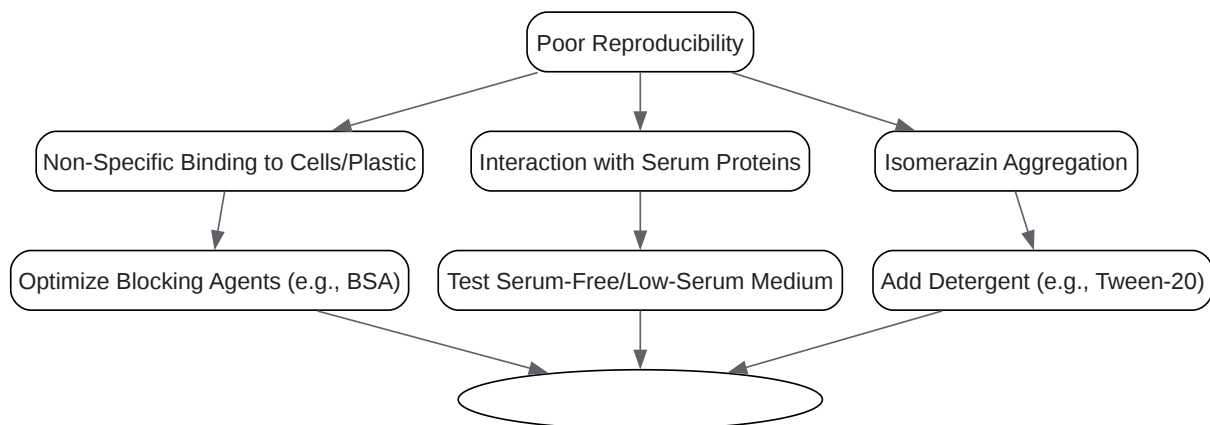 Poor Reproducibility
Non-Specific Binding to Cells/Plastic
Interaction with Serum Proteins
Isomerazin Aggregation
Optimize Blocking Agents (e.g., BSA)
Test Serum-Free/Low-Serum Medium
Add Detergent (e.g., Tween-20)